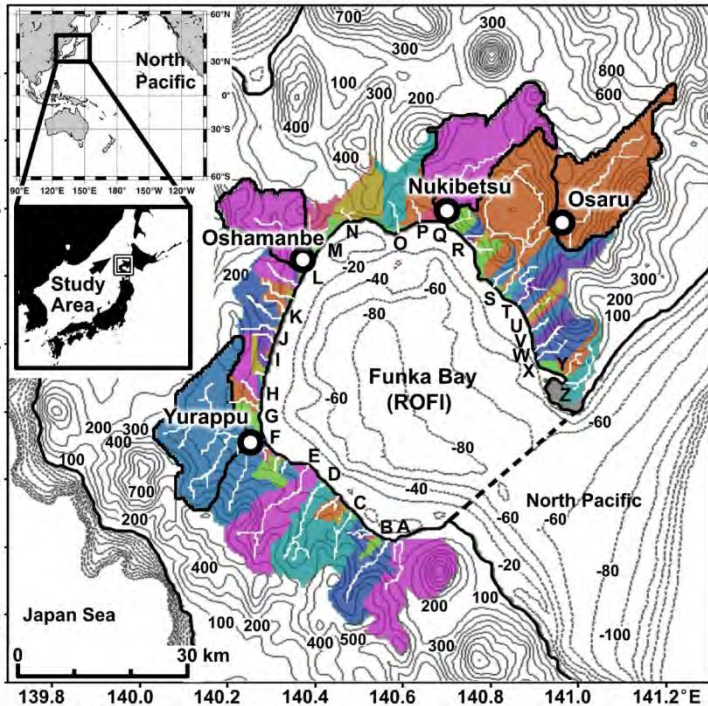 60°N
30°N
0°
30°S
60°S
90°E
120°E
150°E
180°
150°W
120°W
North
Pacific
Study
Area
Oshamanbe
Nukibetsu
Osaru
Yurappu
Funka Bay
(ROFI)
North Pacific
Japan Sea
A
B
C
D
E
F
G
H
I
J
K
L
M
N
O
P
Q
R
S
T
U
V
W
X
Z
700
300
300
300
100
300
200
400
400
800
600
300
200
100
200
-20
-40
-60
-80
-60
-80
-40
-60
-60
-60
-20
-80
-100
200
300
400
100
700
200
400
100
200
400
500
300
200
100
0
30 km
139.8
140.0
140.2
140.4
140.6
140.8
141.0
141.2°E